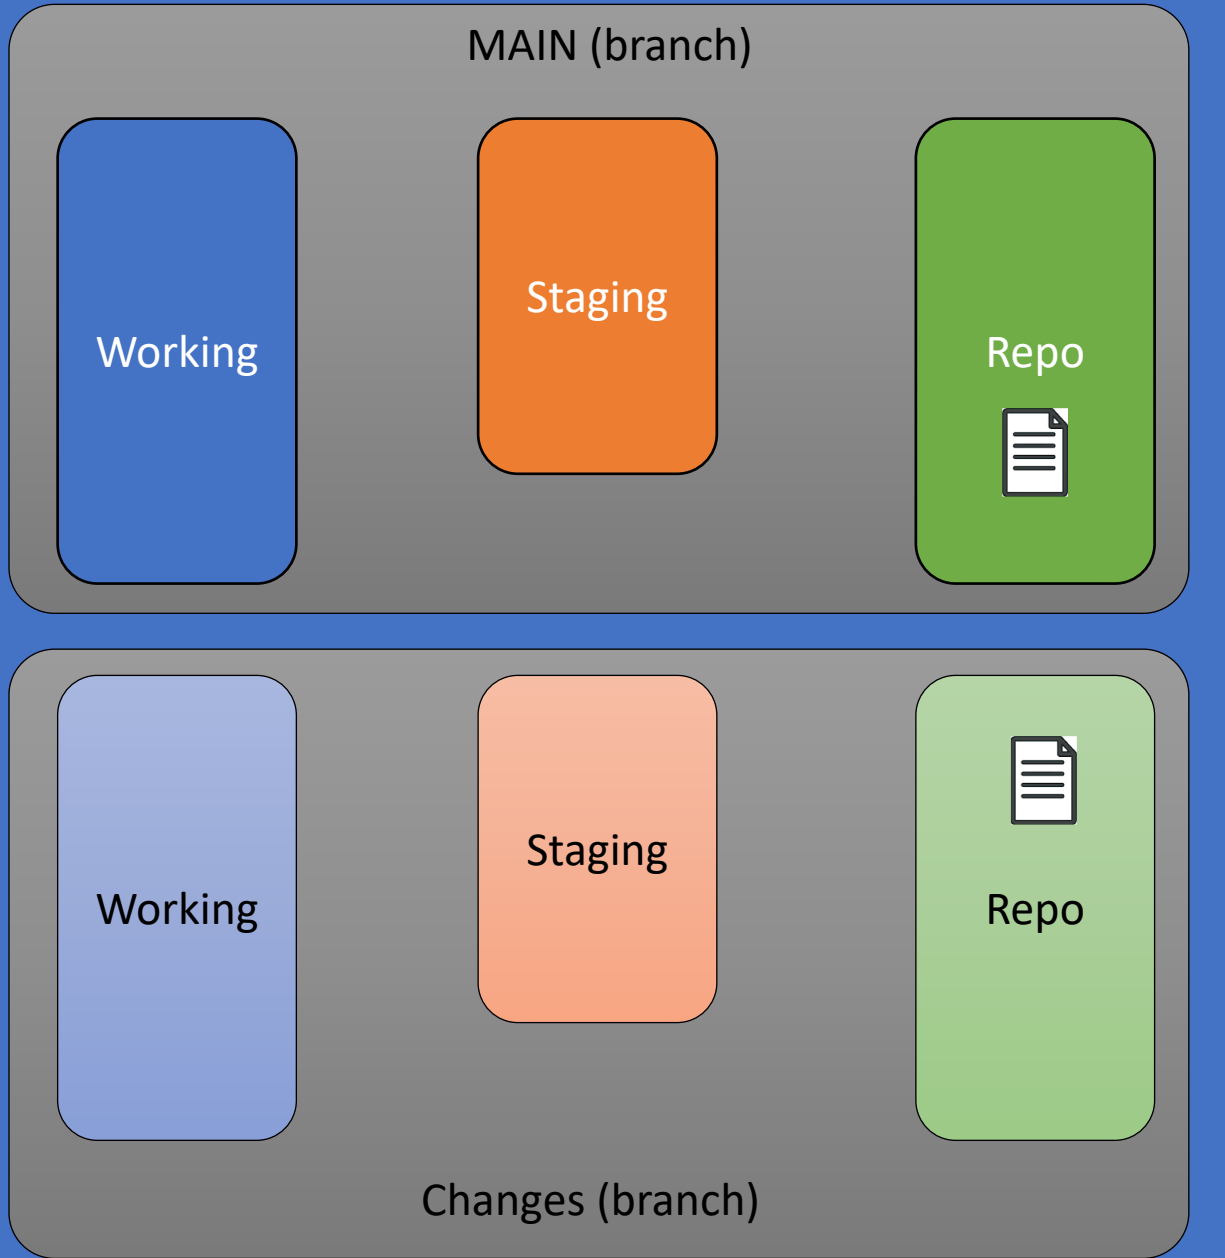 MAIN (branch)
Working
Staging
Repo
Working
Staging
Repo
Changes (branch)